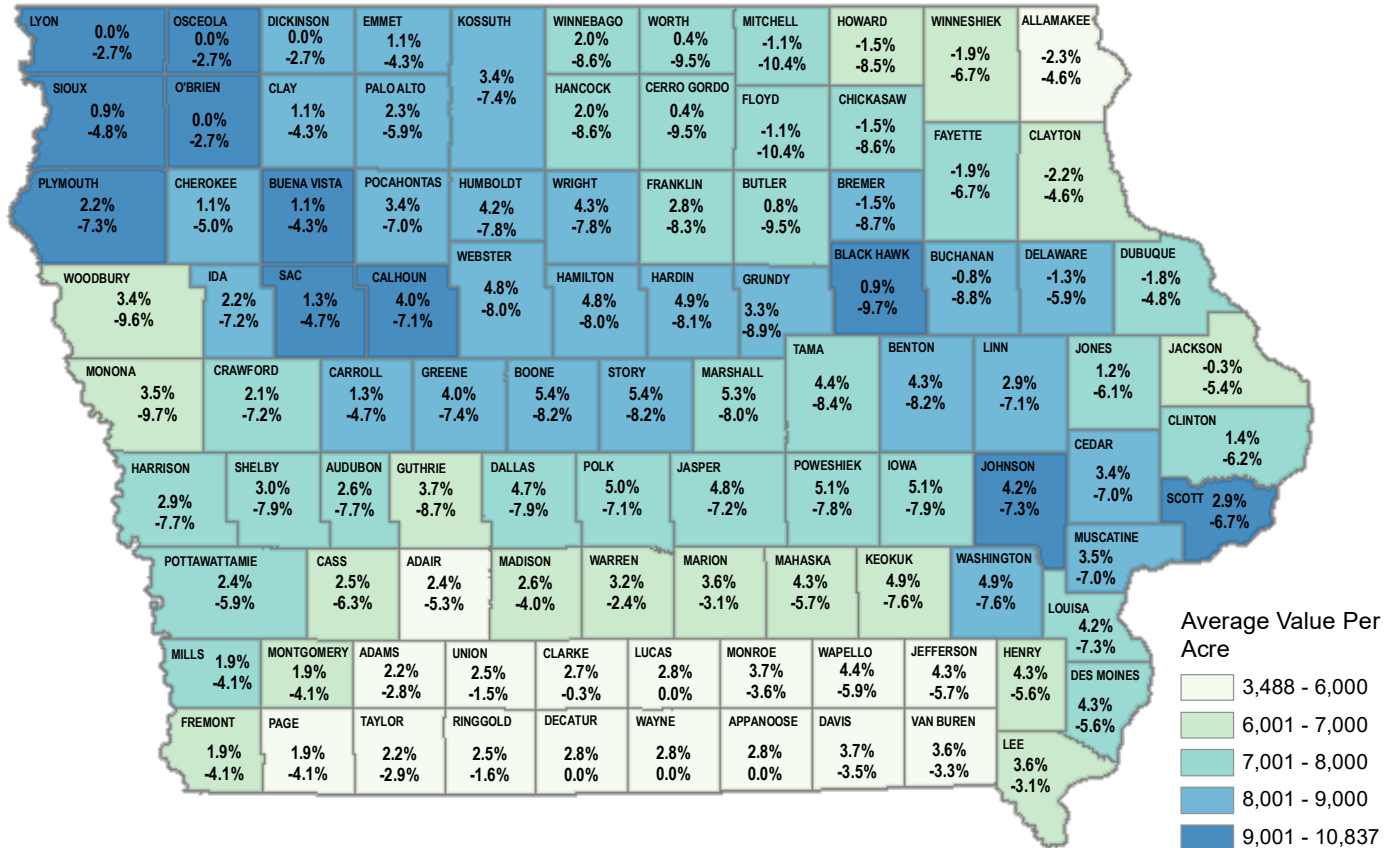 LYON
0.0%
-2.7%
OSCEOLA
0.0%
-2.7%
DICKINSON
0.0%
-2.7%
EMMET
1.1%
-4.3%
KOSSUTH
3.4%
-7.4%
WINNEBAGO
2.0%
-8.6%
WORTH
0.4%
-9.5%
MITCHELL
-1.1%
-10.4%
HOWARD
-1.5%
-8.5%
WINNESHIEK
-1.9%
-6.7%
ALLAMAKEE
-2.3%
-4.6%
SIOUX
0.9%
-4.8%
O'BRIEN
0.0%
-2.7%
CLAY
1.1%
-4.3%
PALO ALTO
2.3%
-5.9%
HANCOCK
2.0%
-8.6%
CERRO GORDO
0.4%
-9.5%
FLOYD
-1.1%
-10.4%
CHICKASAW
-1.5%
-8.6%
FAYETTE
-1.9%
-6.7%
CLAYTON
-2.2%
-4.6%
PLYMOUTH
2.2%
-7.3%
CHEROKEE
1.1%
-5.0%
BUENA VISTA
1.1%
-4.3%
POCAHONTAS
3.4%
-7.0%
HUMBOLDT
4.2%
-7.8%
WRIGHT
4.3%
-7.8%
FRANKLIN
2.8%
-8.3%
BUTLER
0.8%
-9.5%
BREMER
-1.5%
-8.7%
WOODBURY
3.4%
-9.6%
IDA
2.2%
-7.2%
SAC
1.3%
-4.7%
CALHOUN
4.0%
-7.1%
WEBSTER
4.8%
-8.0%
HAMILTON
4.8%
-8.0%
HARDIN
4.9%
-8.1%
GRUNDY
3.3%
-8.9%
BLACK HAWK
0.9%
-9.7%
BUCHANAN
-0.8%
-8.8%
DELAWARE
-1.3%
-5.9%
DUBUQUE
-1.8%
-4.8%
MONONA
3.5%
-9.7%
CRAWFORD
2.1%
-7.2%
CARROLL
1.3%
-4.7%
GREENE
4.0%
-7.4%
BOONE
5.4%
-8.2%
STORY
5.4%
-8.2%
MARSHALL
5.3%
-8.0%
TAMA
4.4%
-8.4%
BENTON
4.3%
-8.2%
LINN
2.9%
-7.1%
JONES
1.2%
-6.1%
JACKSON
-0.3%
-5.4%
CLINTON
1.4%
-6.2%
HARRISON
2.9%
-7.7%
SHELBY
3.0%
-7.9%
AUDUBON
2.6%
-7.7%
GUTHRIE
3.7%
-8.7%
DALLAS
4.7%
-7.9%
POLK
5.0%
-7.1%
JASPER
4.8%
-7.2%
POWESHIEK
5.1%
-7.8%
IOWA
5.1%
-7.9%
JOHNSON
4.2%
-7.3%
CEDAR
3.4%
-7.0%
SCOTT
2.9%
-6.7%
MUSCATINE
3.5%
-7.0%
POTTAWATTAMIE
2.4%
-5.9%
CASS
2.5%
-6.3%
ADAIR
2.4%
-5.3%
MADISON
2.6%
-4.0%
WARREN
3.2%
-2.4%
MARION
3.6%
-3.1%
MAHASKA
4.3%
-5.7%
KEOKUK
4.9%
-7.6%
WASHINGTON
4.9%
-7.6%
LOUISA
4.2%
-7.3%
MILLS
1.9%
-4.1%
MONTGOMERY
1.9%
-4.1%
ADAMS
2.2%
-2.8%
UNION
2.5%
-1.5%
CLARKE
2.7%
-0.3%
LUCAS
2.8%
0.0%
MONROE
3.7%
-3.6%
WAPELLO
4.4%
-5.9%
JEFFERSON
4.3%
-5.7%
HENRY
4.3%
-5.6%
DES MOINES
4.3%
-5.6%
FREMONT
1.9%
-4.1%
PAGE
1.9%
-4.1%
TAYLOR
2.2%
-2.9%
RINGGOLD
2.5%
-1.6%
DECATUR
2.8%
0.0%
WAYNE
2.8%
0.0%
APPANOOSE
2.8%
0.0%
DAVIS
3.7%
-3.5%
VAN BUREN
3.6%
-3.3%
LEE
3.6%
-3.1%
Average Value Per
Acre
3,488 - 6,000
6,001 - 7,000
7,001 - 8,000
8,001 - 9,000
9,001 - 10,837